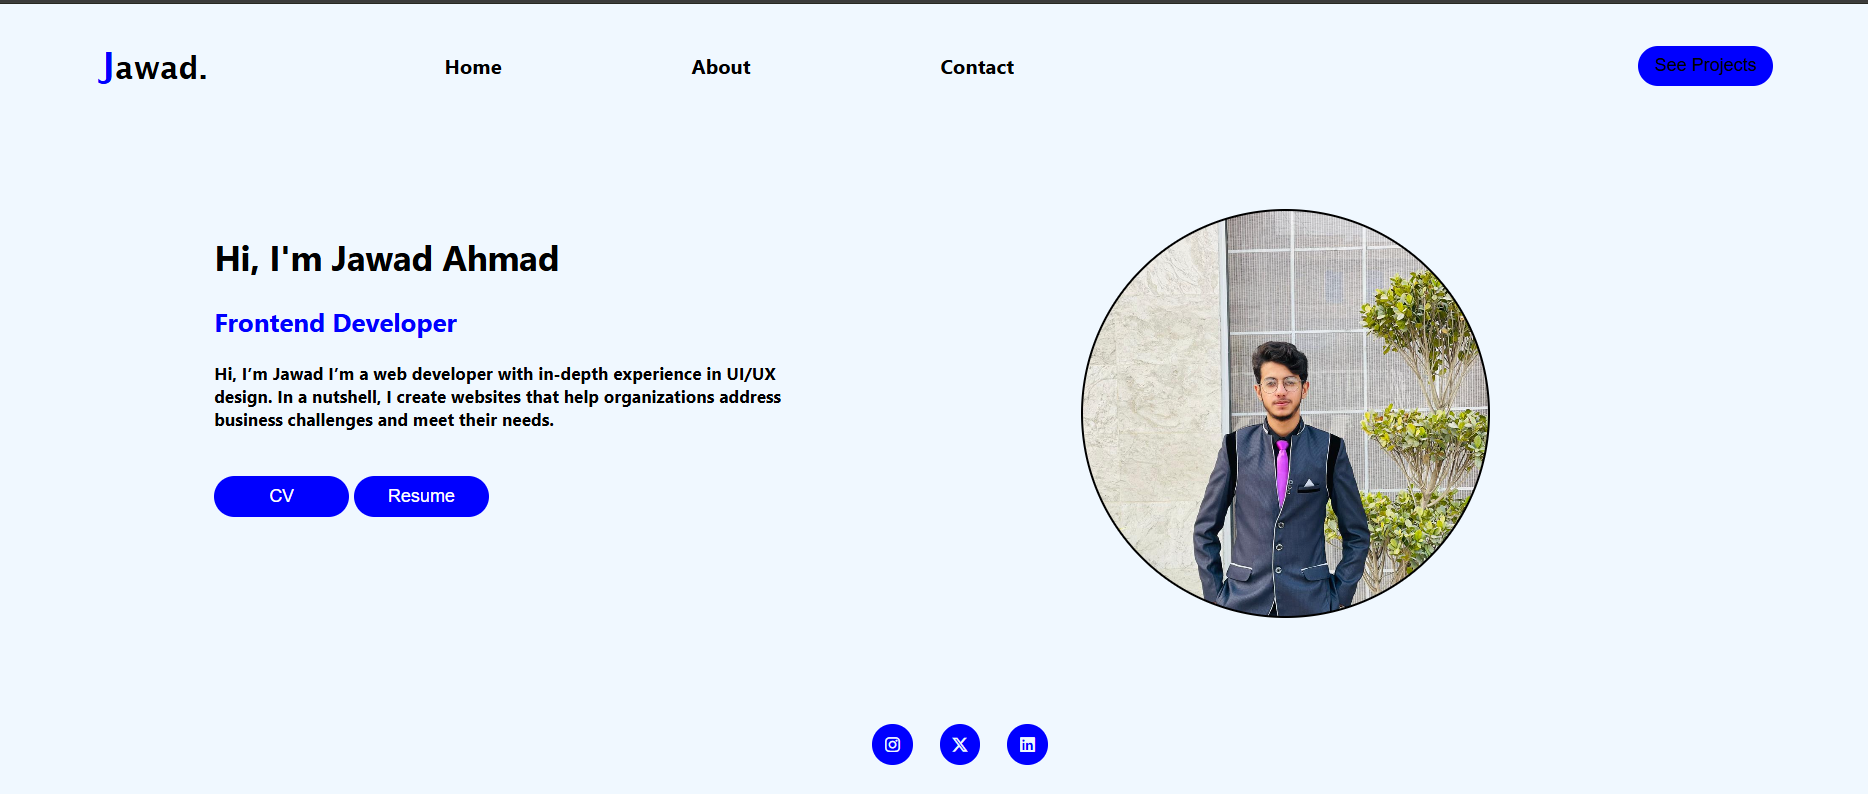 Jawad.
Home
About
Contact
See Projects
Hi, I'm Jawad Ahmad
Frontend Developer
Hi, I’m Jawad I’m a web developer with in-depth experience in UI/UX
design. In a nutshell, I create websites that help organizations address
business challenges and meet their needs.
CV
Resume